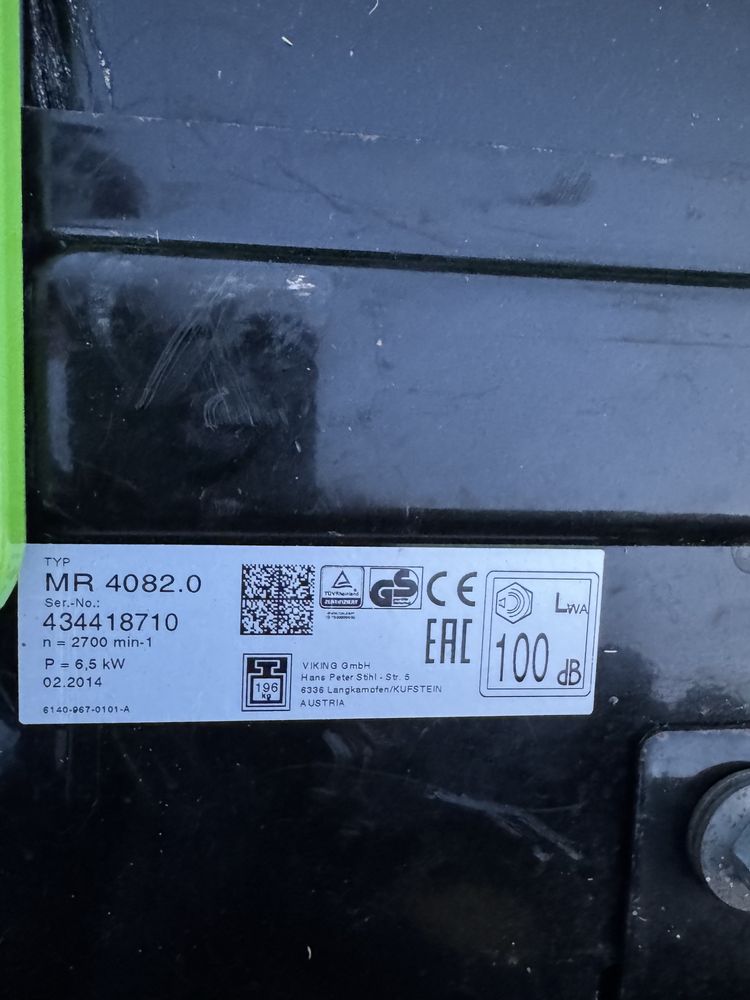 TYP
MR 4082.0
Ser.-No.:
434418710
n = 2700 min-1
P = 6,5 kW
02.2014
6140-967-0101-A
TÜVRheinland
ZERTIFIZIERT
GS
CE
EAC
196
kg
VIKING GmbH
Hans Peter Stihl - Str. 5
6336 Langkampfen/KUFSTEIN
AUSTRIA
LWA
100 dB